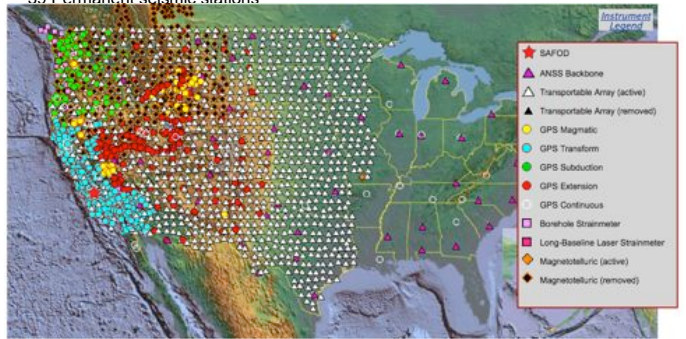 Instrument
Legend
SAFOD
ANSS Backbone
Transportable Array (active)
Transportable Array (removed)
GPS Magmatic
GPS Transform
GPS Subduction
GPS Extension
GPS Continuous
Borehole Strainmeter
Long-Baseline Laser Strainmeter
Magnetotelluric (active)
Magnetotelluric (removed)